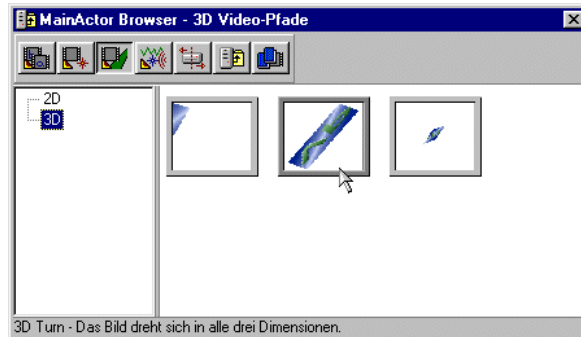 MainActor Browser - 3D Video-Pfade
2D
3D
3D Turn - Das Bild dreht sich in alle drei Dimensionen.